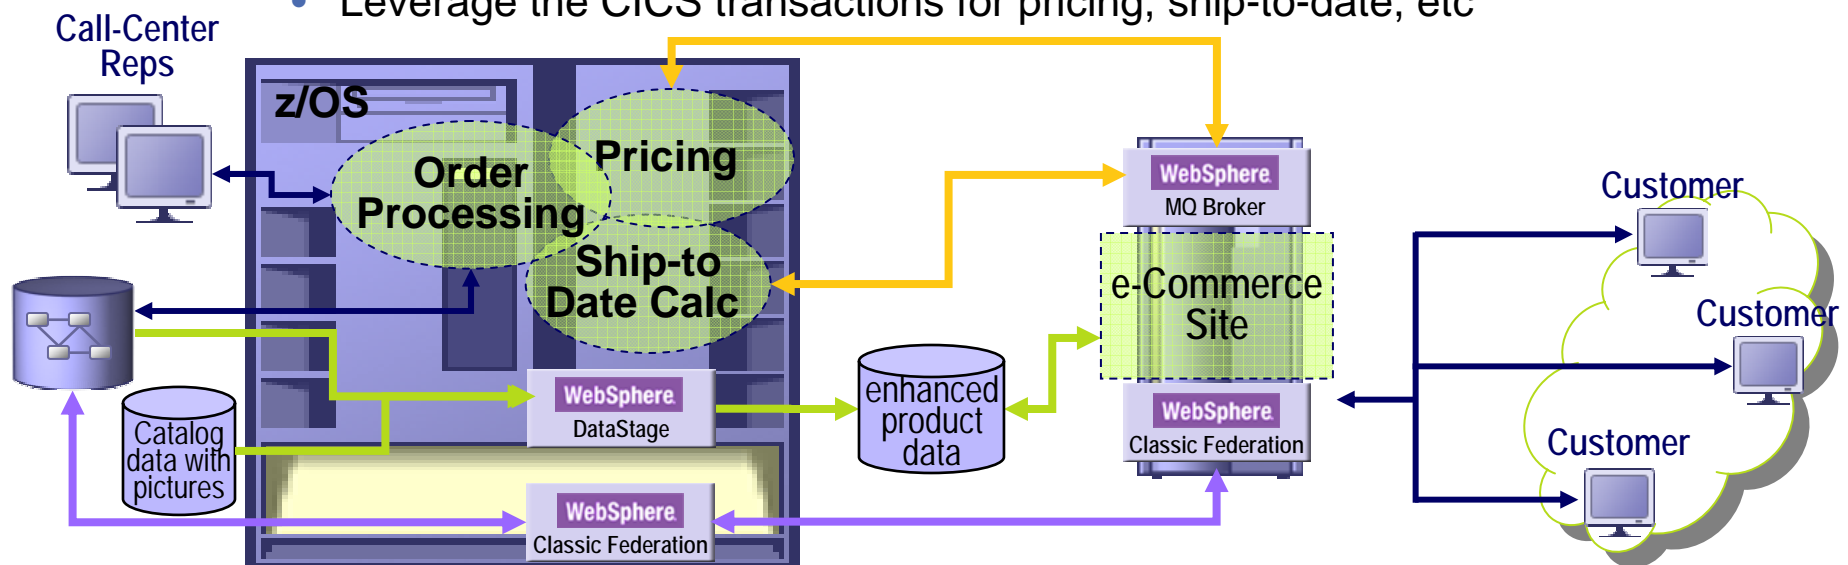 • Leverage the CICS transactions for pricing, ship-to-date, etc
Call-Center
Reps
z/OS
Order
Processing
Pricing
Ship-to
Date Calc
WebSphere.
MQ Broker
e-Commerce
Site
WebSphere.
Classic Federation
Customer
Customer
Customer
WebSphere.
DataStage
enhanced
product
data
Catalog
data with
pictures
WebSphere.
Classic Federation